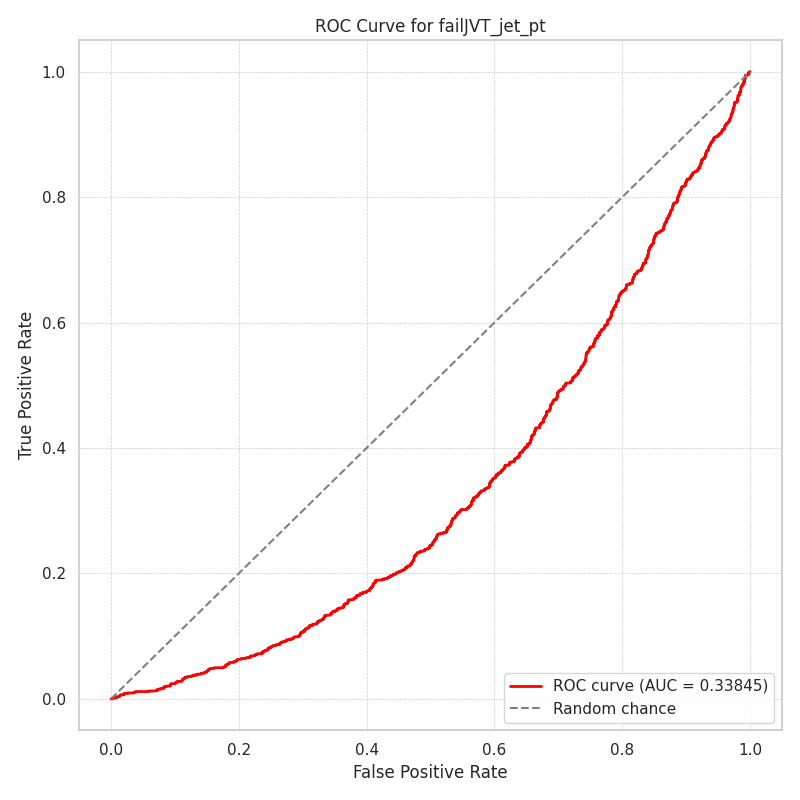 ROC Curve for failJVT_jet_pt
True Positive Rate
1.0
0.8
0.6
0.4
0.2
0.0
ROC curve (AUC = 0.33845)
Random chance
0.0 0.2 0.4 0.6 0.8 1.0
False Positive Rate